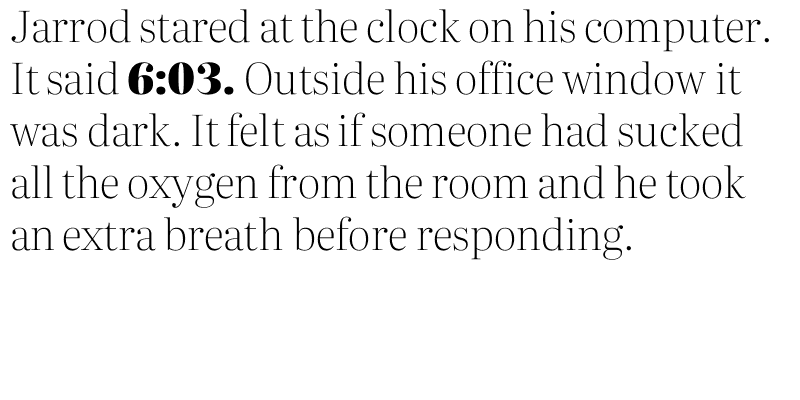 Jarrod stared at the clock on his computer.
It said 6:03. Outside his office window it
was dark. It felt as if someone had sucked
all the oxygen from the room and he took
an extra breath before responding.